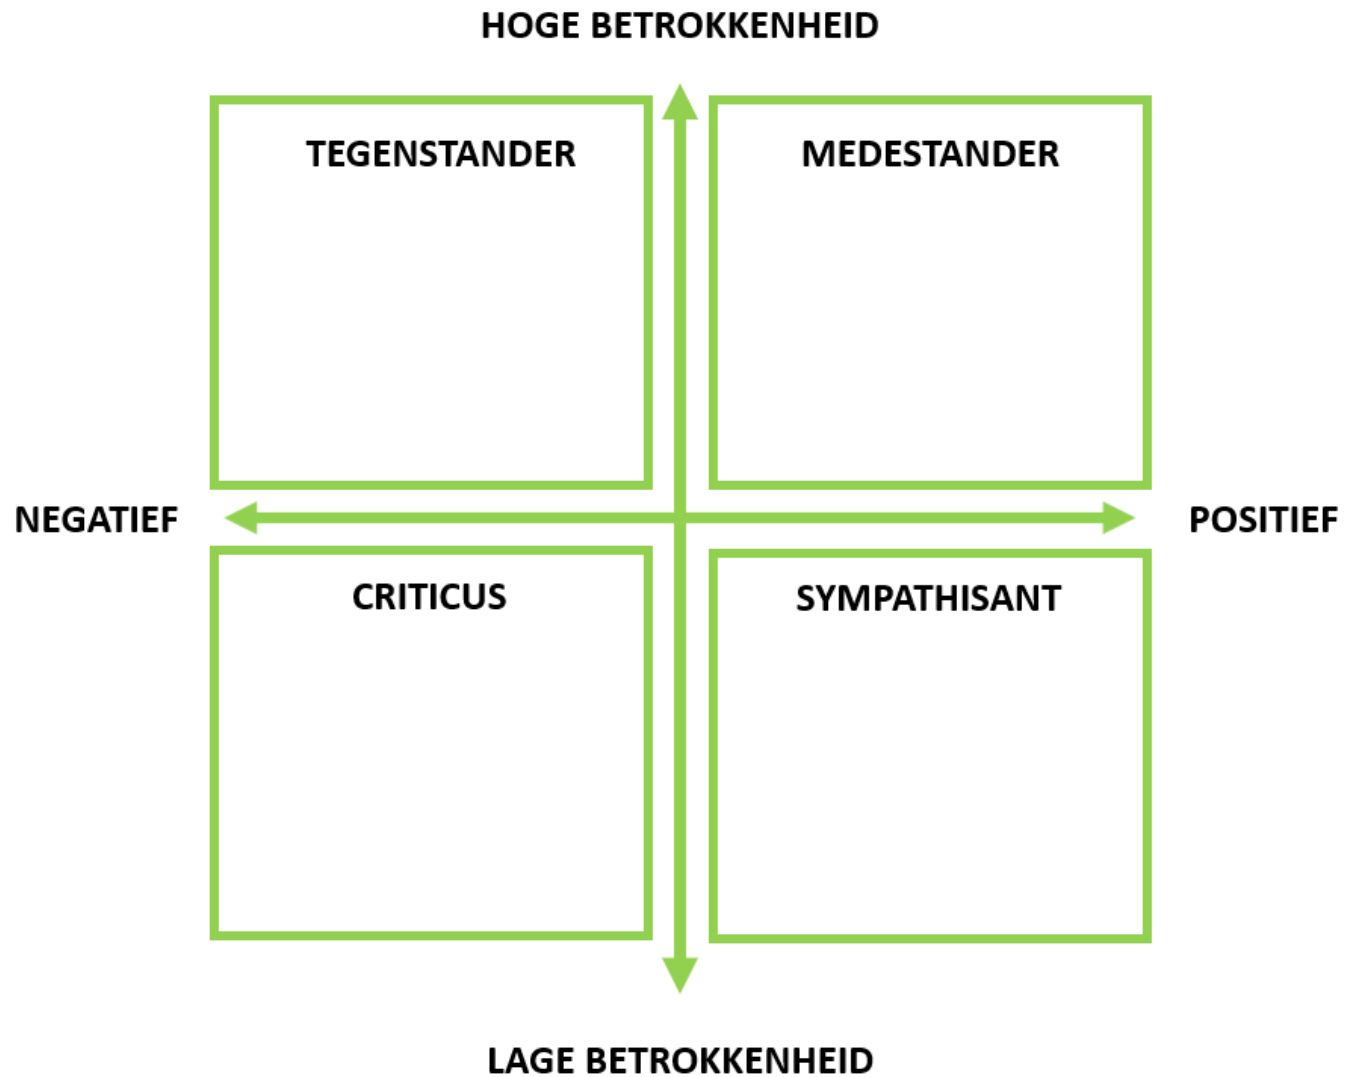 HOGE BETROKKENHEID
TEGENSTANDER
MEDESTANDER
NEGATIEF
POSITIEF
CRITICUS
SYMPATHISANT
LAGE BETROKKENHEID